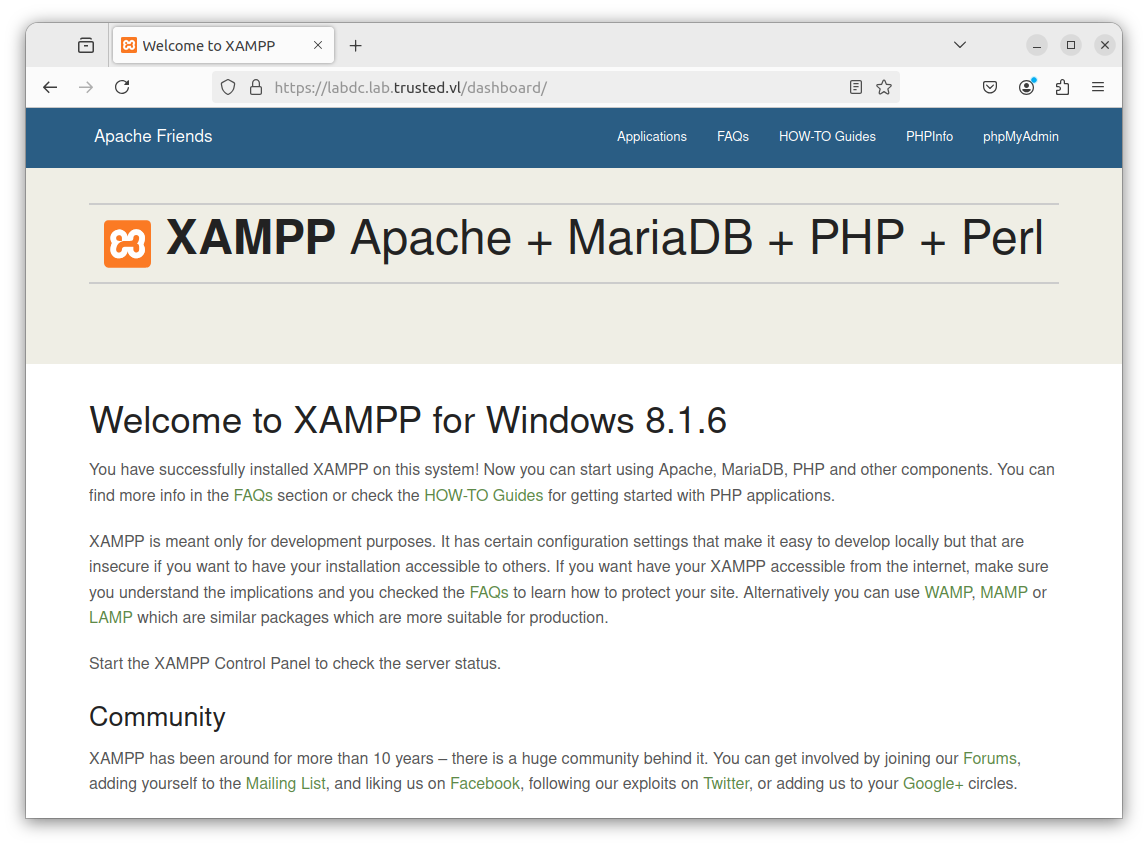 Welcome to XAMPP
https://labdc.lab.trusted.vl/dashboard/
Apache Friends
Applications
FAQs
HOW-TO Guides
PHPInfo
phpMyAdmin
XAMPP Apache + MariaDB + PHP + Perl
Welcome to XAMPP for Windows 8.1.6
You have successfully installed XAMPP on this system! Now you can start using Apache, MariaDB, PHP and other components. You can
find more info in the FAQs section or check the HOW-TO Guides for getting started with PHP applications.
XAMPP is meant only for development purposes. It has certain configuration settings that make it easy to develop locally but that are
insecure if you want to have your installation accessible to others. If you want have your XAMPP accessible from the internet, make sure
you understand the implications and you checked the FAQs to learn how to protect your site. Alternatively you can use WAMP, MAMP or
LAMP which are similar packages which are more suitable for production.
Start the XAMPP Control Panel to check the server status.
Community
XAMPP has been around for more than 10 years – there is a huge community behind it. You can get involved by joining our Forums,
adding yourself to the Mailing List, and liking us on Facebook, following our exploits on Twitter, or adding us to your Google+ circles.